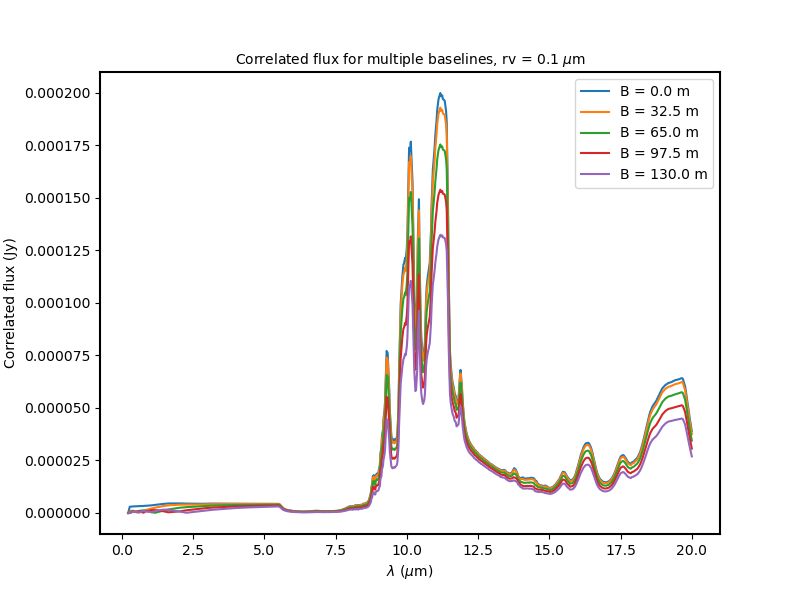 Correlated flux for multiple baselines, rv = 0.1 μm
B = 0.0 m
B = 32.5 m
B = 65.0 m
B = 97.5 m
B = 130.0 m
0.000200
0.000175
0.000150
0.000125
0.000100
0.000075
0.000050
0.000025
0.000000
Correlated flux (Jy)
0.0 2.5 5.0 7.5 10.0 12.5 15.0 17.5 20.0
λ (μm)